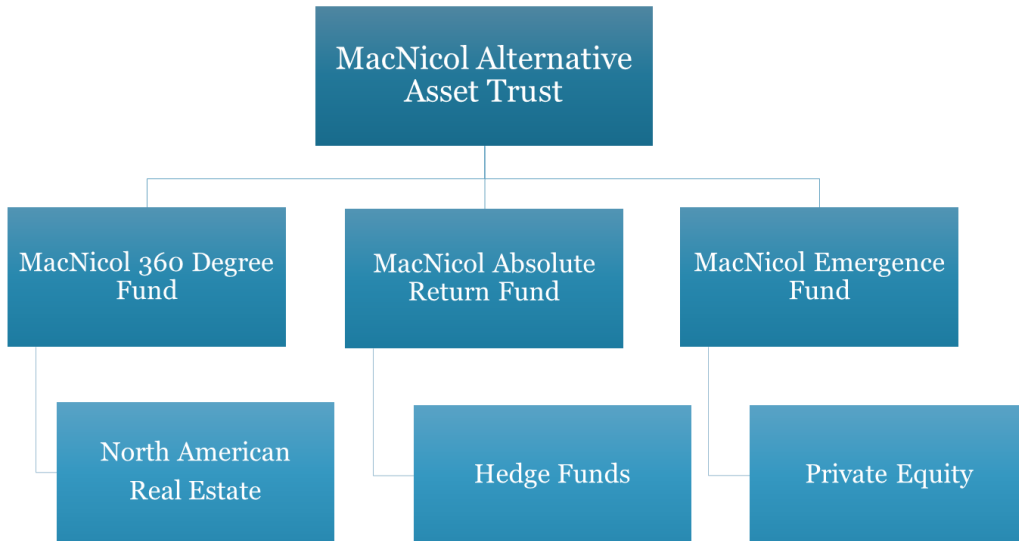 MacNicol Alternative
Asset Trust
MacNicol 360 Degree
Fund
MacNicol Absolute
Return Fund
MacNicol Emergence
Fund
North American
Real Estate
Hedge Funds
Private Equity